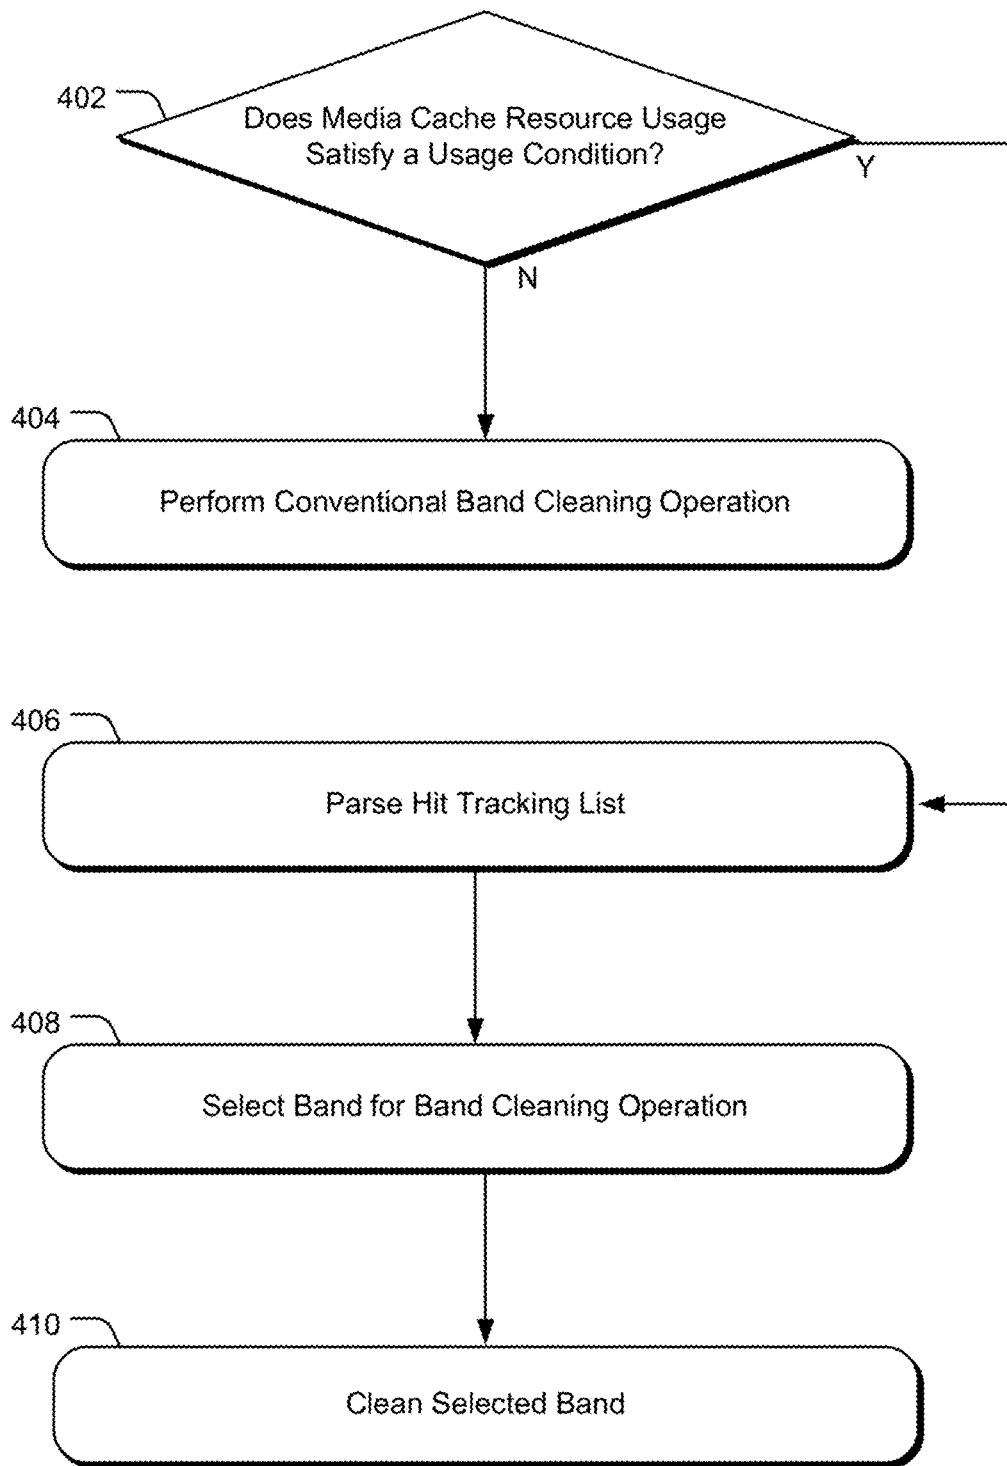 402
Does Media Cache Resource Usage
Satisfy a Usage Condition?
Y
N
404
Perform Conventional Band Cleaning Operation
406
Parse Hit Tracking List
408
Select Band for Band Cleaning Operation
410
Clean Selected Band